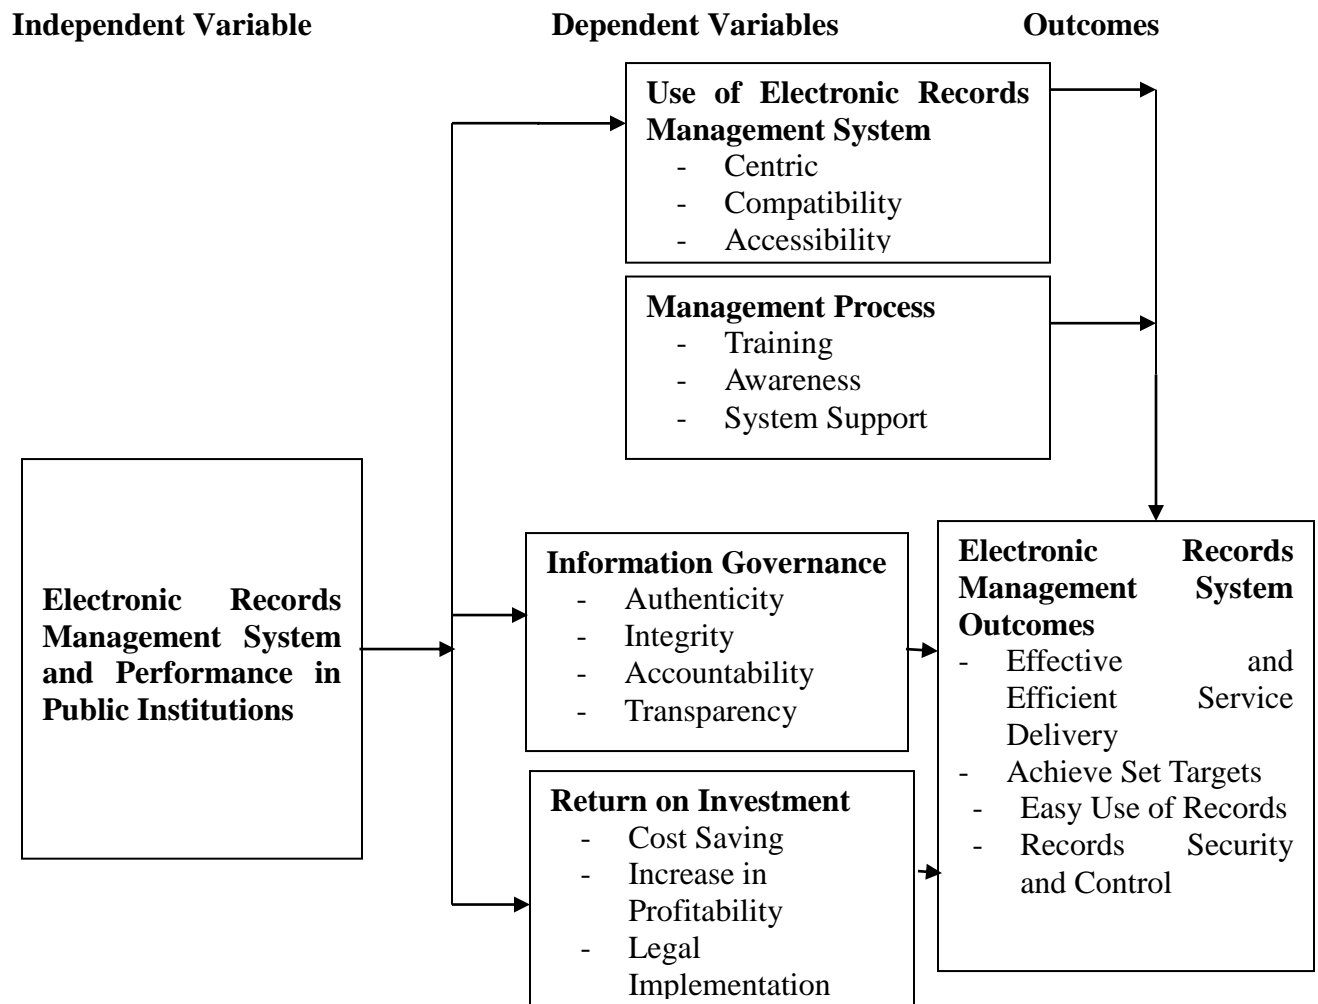 Independent Variable
Dependent Variables
Outcomes
Use of Electronic Records
Management System
- Centric
- Compatibility
- Accessibility
Management Process
- Training
- Awareness
- System Support
Electronic Records
Management System
and Performance in
Public Institutions
Information Governance
- Authenticity
- Integrity
- Accountability
- Transparency
Return on Investment
- Cost Saving
- Increase in
Profitability
- Legal
Implementation
Electronic Records
Management System
Outcomes
- Effective and
Efficient Service
Delivery
- Achieve Set Targets
- Easy Use of Records
- Records Security
and Control